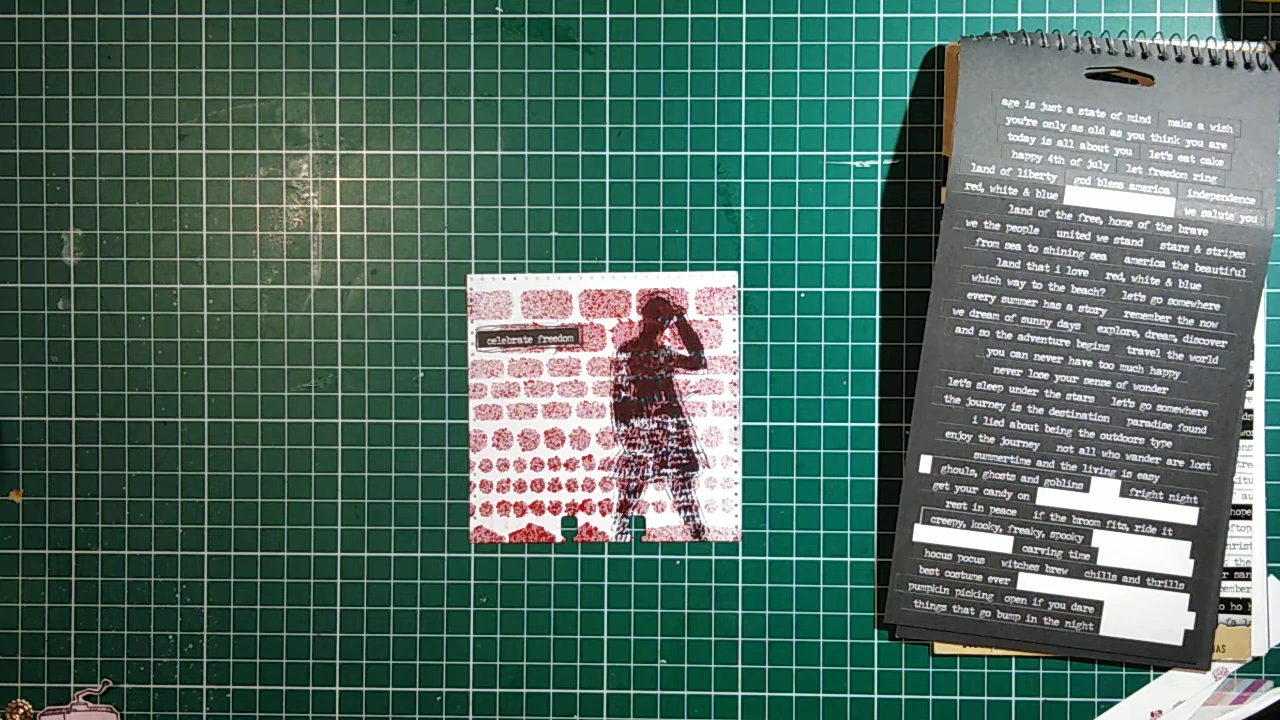 celebrate freedom
age is just a state of mind make a wish
you're only as old as you think you are
today is all about you let's eat cake
happy 4th of july let freedom ring
land of liberty god bless america independence
red, white & blue we salute you
land of the free, home of the brave
we the people united we stand stars & stripes
from sea to shining sea america the beautiful
land that i love red, white & blue
which way to the beach? let's go somewhere
every summer has a story remember the now
we dream of sunny days explore, dream, discover
and so the adventure begins travel the world
you can never have too much happy
never lose your sense of wonder
let's sleep under the stars let's go somewhere
the journey is the destination paradise found
i lied about being the outdoors type
enjoy the journey not all who wander are lost
summertime and the living is easy
ghouls, ghosts and goblins fright night
get your candy on
rest in peace if the broom fits, ride it
creepy, kooky, freaky, spooky
carving time
hocus pocus witches brew chills and thrills
best costume ever
pumpkin picking open if you dare
things that go bump in the night